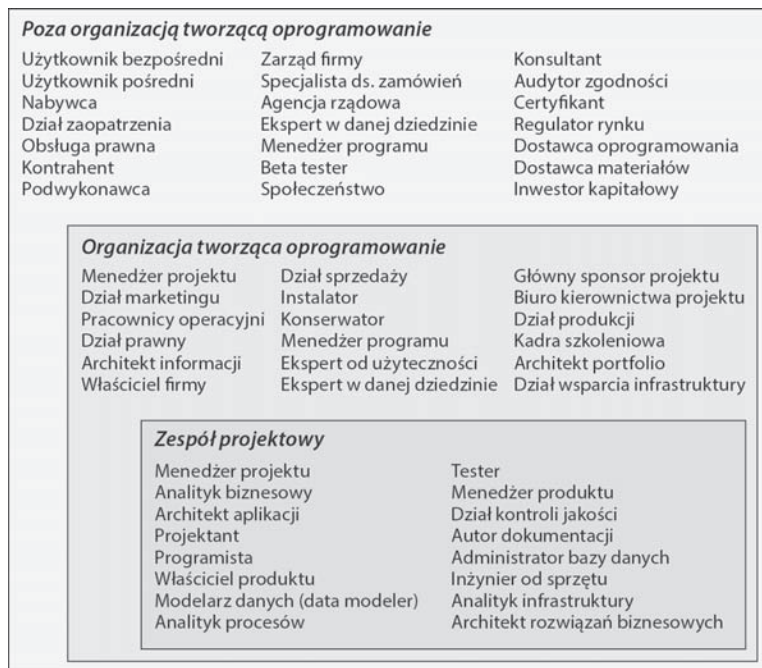 Poza organizacją tworzącą oprogramowanie
Użytkownik bezpośredni Zarząd firmy Konsultant
Użytkownik pośredni Specjalista ds. zamówień Audytor zgodności
Nabywca Agencja rządowa Certyfikant
Dział zaopatrzenia Ekspert w danej dziedzinie Regulator rynku
Obsługa prawna Menedżer programu Dostawca oprogramowania
Kontrahent Beta tester Dostawca materiałów
Podwykonawca Społeczeństwo Inwestor kapitałowy
Organizacja tworząca oprogramowanie
Menedżer projektu Dział sprzedaży Główny sponsor projektu
Dział marketingu Instalator Biuro kierownictwa projektu
Pracownicy operacyjni Konserwator Dział produkcji
Dział prawny Menedżer programu Kadra szkoleniowa
Architekt informacji Ekspert od użyteczności Architekt portfolio
Właściciel firmy Ekspert w danej dziedzinie Dział wsparcia infrastruktury
Zespół projektowy
Menedżer projektu Tester
Analityk biznesowy Menedżer produktu
Architekt aplikacji Dział kontroli jakości
Projektant Autor dokumentacji
Programista Administrator bazy danych
Właściciel produktu Inżynier od sprzętu
Modelarz danych (data modeler) Analityk infrastruktury
Analityk procesów Architekt rozwiązań biznesowych